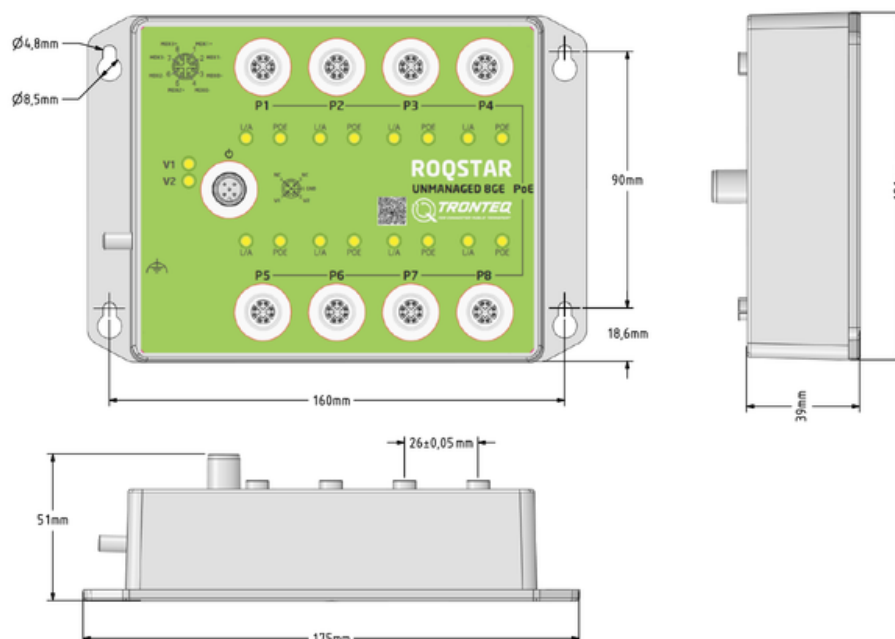 Ø4,8mm
Ø8,5mm
P1 P2 P3 P4
L/A POE L/A POE L/A POE L/A POE
V1
V2
NC NC
ROQSTAR
UNMANAGED 8GE PoE
TRONTEQ
L/A POE L/A POE L/A POE L/A POE
P5 P6 P7 P8
90mm
18,6mm
160mm
39mm
26±0,05 mm
51mm
175mm